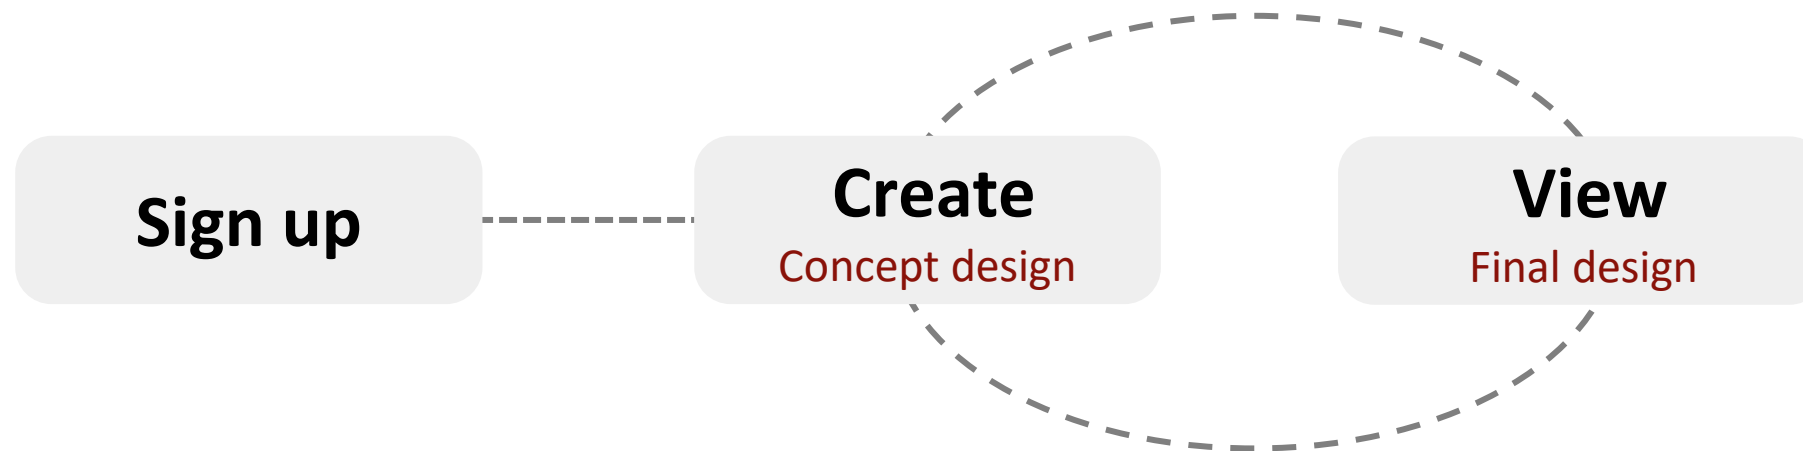 Sign up
Create
Concept design
View
Final design